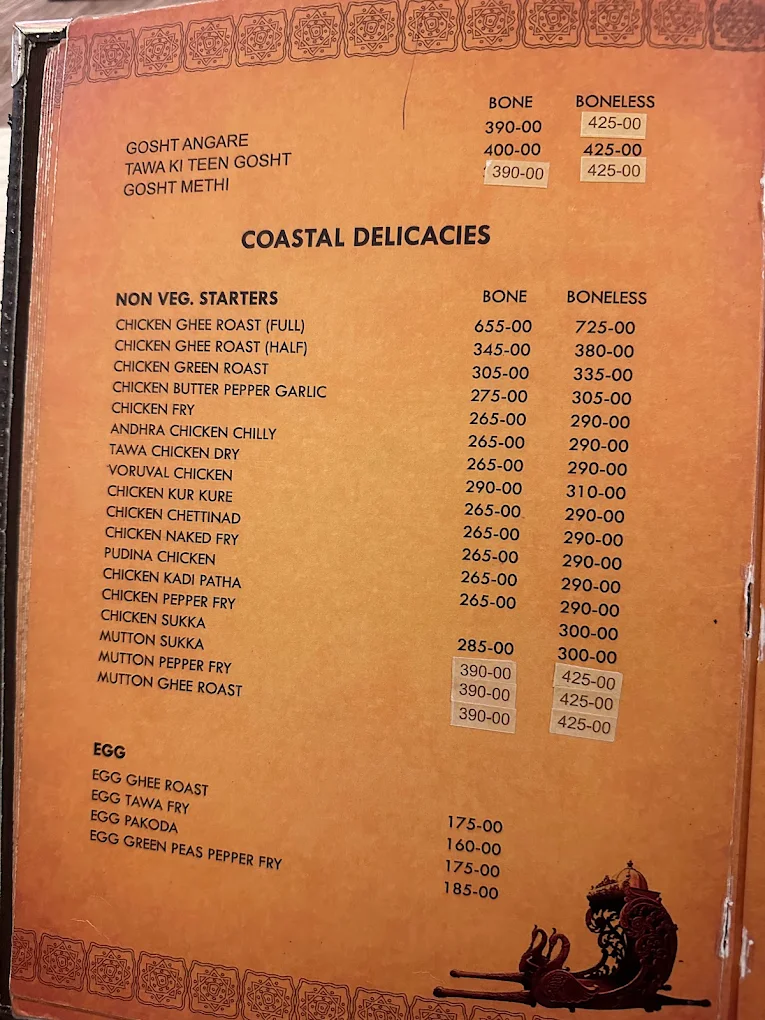 BONE BONELESS
GOSHT ANGARE 390-00 425-00
TAWA KI TEEN GOSHT 400-00 425-00
GOSHT METHI 390-00 425-00
COASTAL DELICACIES
NON VEG. STARTERS BONE BONELESS
CHICKEN GHEE ROAST (FULL) 655-00 725-00
CHICKEN GHEE ROAST (HALF) 345-00 380-00
CHICKEN GREEN ROAST 305-00 335-00
CHICKEN BUTTER PEPPER GARLIC 275-00 305-00
CHICKEN FRY 265-00 290-00
ANDHRA CHICKEN CHILLY 265-00 290-00
TAWA CHICKEN DRY 265-00 290-00
VORUVAL CHICKEN 290-00 310-00
CHICKEN KUR KURE 265-00 290-00
CHICKEN CHETTINAD 265-00 290-00
CHICKEN NAKED FRY 265-00 290-00
PUDINA CHICKEN 265-00 290-00
CHICKEN KADI PATHA 265-00 290-00
CHICKEN PEPPER FRY 300-00
CHICKEN SUKKA 285-00 300-00
MUTTON SUKKA 390-00 425-00
MUTTON PEPPER FRY 390-00 425-00
MUTTON GHEE ROAST 390-00 425-00
EGG
EGG GHEE ROAST 175-00
EGG TAWA FRY 160-00
EGG PAKODA 175-00
EGG GREEN PEAS PEPPER FRY 185-00